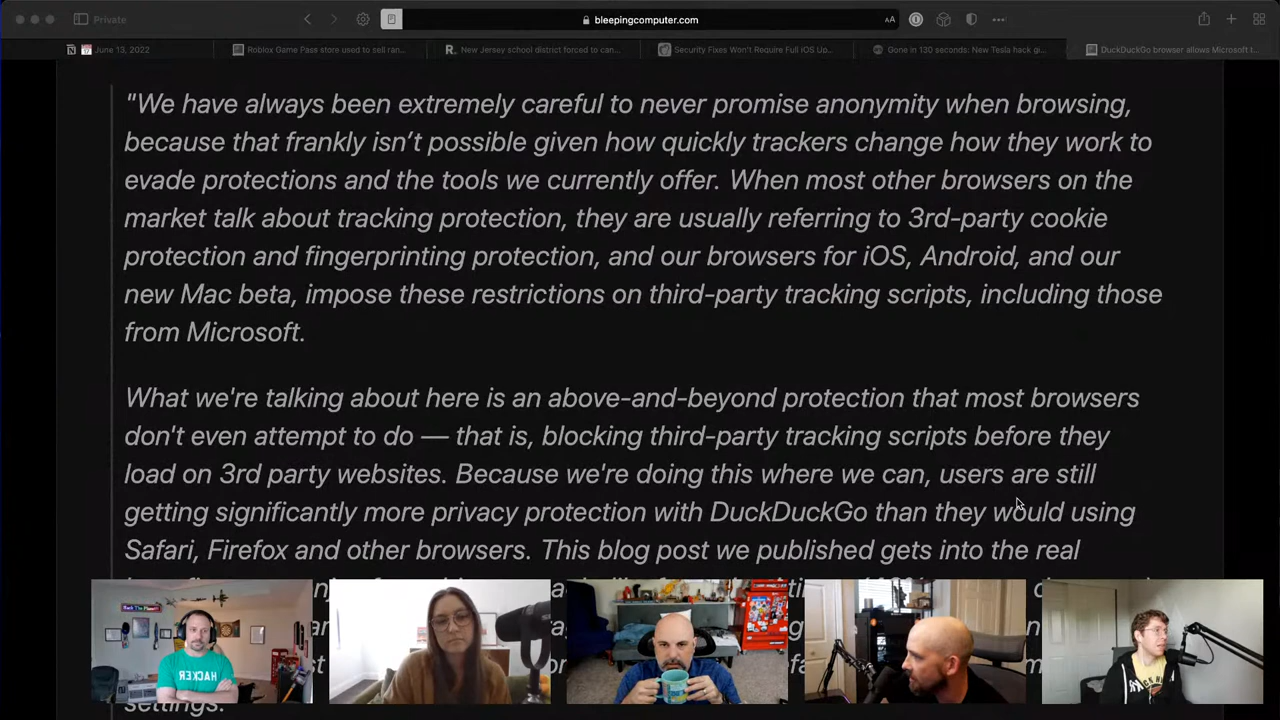 Private
bleepingcomputer.com
June 13, 2022
Roblox Game Pass store used to sell ran...
New Jersey school district forced to can...
Security Fixes Won't Require Full iOS Up...
Gone in 130 seconds: New Tesla hack gi...
DuckDuckGo browser allows Microsoft t...
"We have always been extremely careful to never promise anonymity when browsing,
because that frankly isn’t possible given how quickly trackers change how they work to
evade protections and the tools we currently offer. When most other browsers on the
market talk about tracking protection, they are usually referring to 3rd-party cookie
protection and fingerprinting protection, and our browsers for iOS, Android, and our
new Mac beta, impose these restrictions on third-party tracking scripts, including those
from Microsoft.
What we're talking about here is an above-and-beyond protection that most browsers
don't even attempt to do — that is, blocking third-party tracking scripts before they
load on 3rd party websites. Because we're doing this where we can, users are still
getting significantly more privacy protection with DuckDuckGo than they would using
Safari, Firefox and other browsers. This blog post we published gets into the real
settings.
HACKER